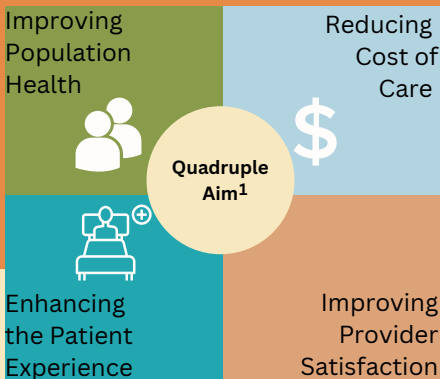 Improving
Population
Health
Reducing
Cost of
Care
$
Quadruple
Aim¹
Enhancing
the Patient
Experience
Improving
Provider
Satisfaction